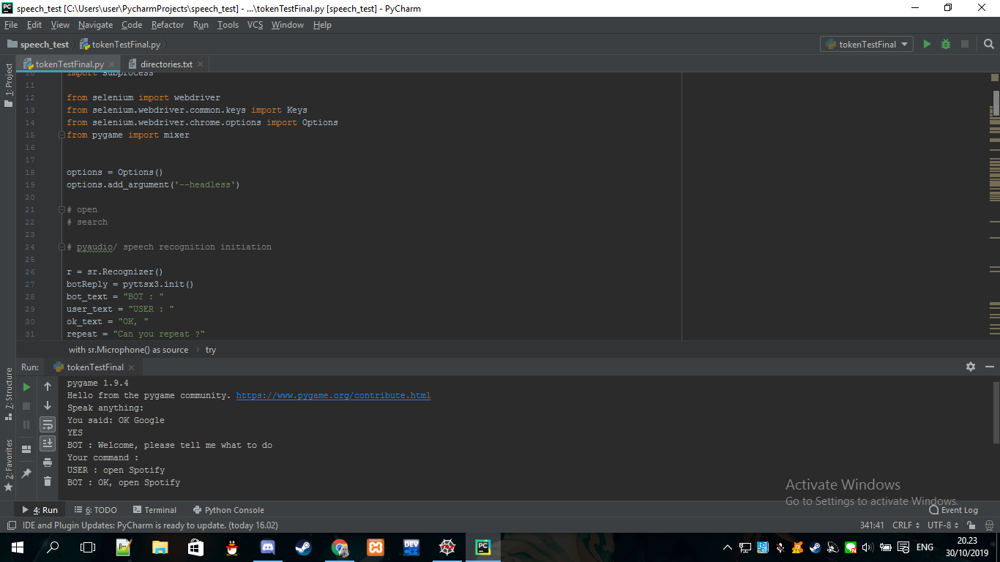 speech_test [C:\Users\user\PycharmProjects\speech_test] - ...\tokenTestFinal.py [speech_test] - PyCharm
File Edit View Navigate Code Refactor Run Tools VCS Window Help
speech_test tokenTestFinal.py tokenTestFinal
tokenTestFinal.py directories.txt
1: Project
10 import subprocess
11
12 from selenium import webdriver
13 from selenium.webdriver.common.keys import Keys
14 from selenium.webdriver.chrome.options import Options
15 from pygame import mixer
16
17
18 options = Options()
19 options.add_argument('--headless')
20
21 # open
22 # search
23
24 # pyaudio/ speech recognition initiation
25
26 r = sr.Recognizer()
27 botReply = pyttsx3.init()
28 bot_text = "BOT : "
29 user_text = "USER : "
30 ok_text = "OK, "
31 repeat = "Can you repeat ?"
with sr.Microphone() as source › try
Run: tokenTestFinal
7: Structure
2: Favorites
pygame 1.9.4
Hello from the pygame community. https://www.pygame.org/contribute.html
Speak anything:
You said: OK Google
YES
BOT : Welcome, please tell me what to do
Your command :
USER : open Spotify
BOT : OK, open Spotify
Activate Windows
Go to Settings to activate Windows.
4: Run 6: TODO Terminal Python Console Event Log
IDE and Plugin Updates: PyCharm is ready to update. (today 16.02) 341:41 CRLF UTF-8
DEV PC ENG 20.23
30/10/2019